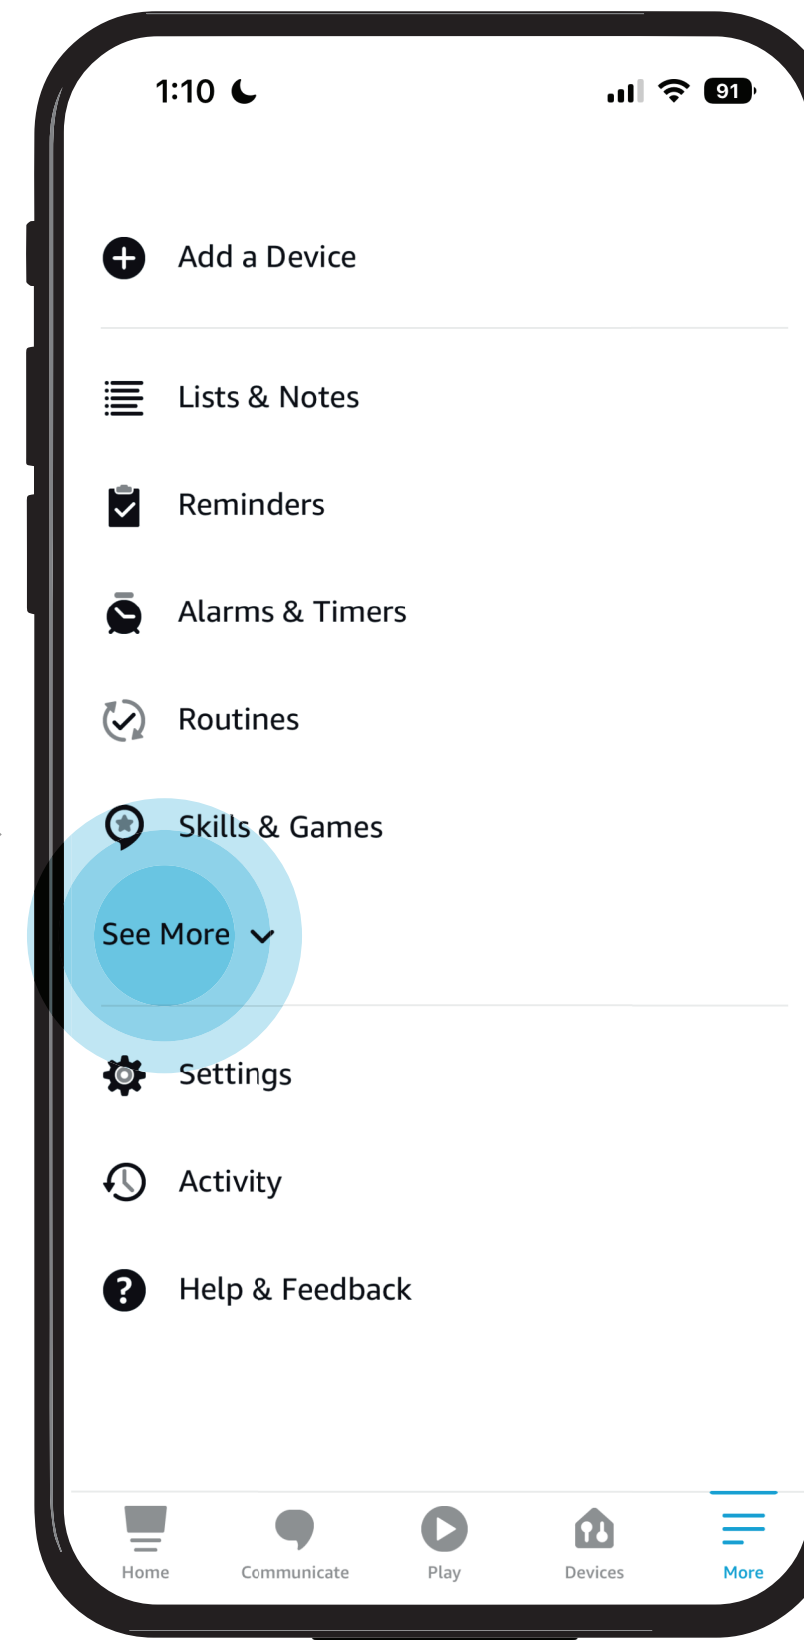 1:10
91
Add a Device
Lists & Notes
Reminders
Alarms & Timers
Routines
Skills & Games
See More
Settings
Activity
Help & Feedback
Home Communicate Play Devices More